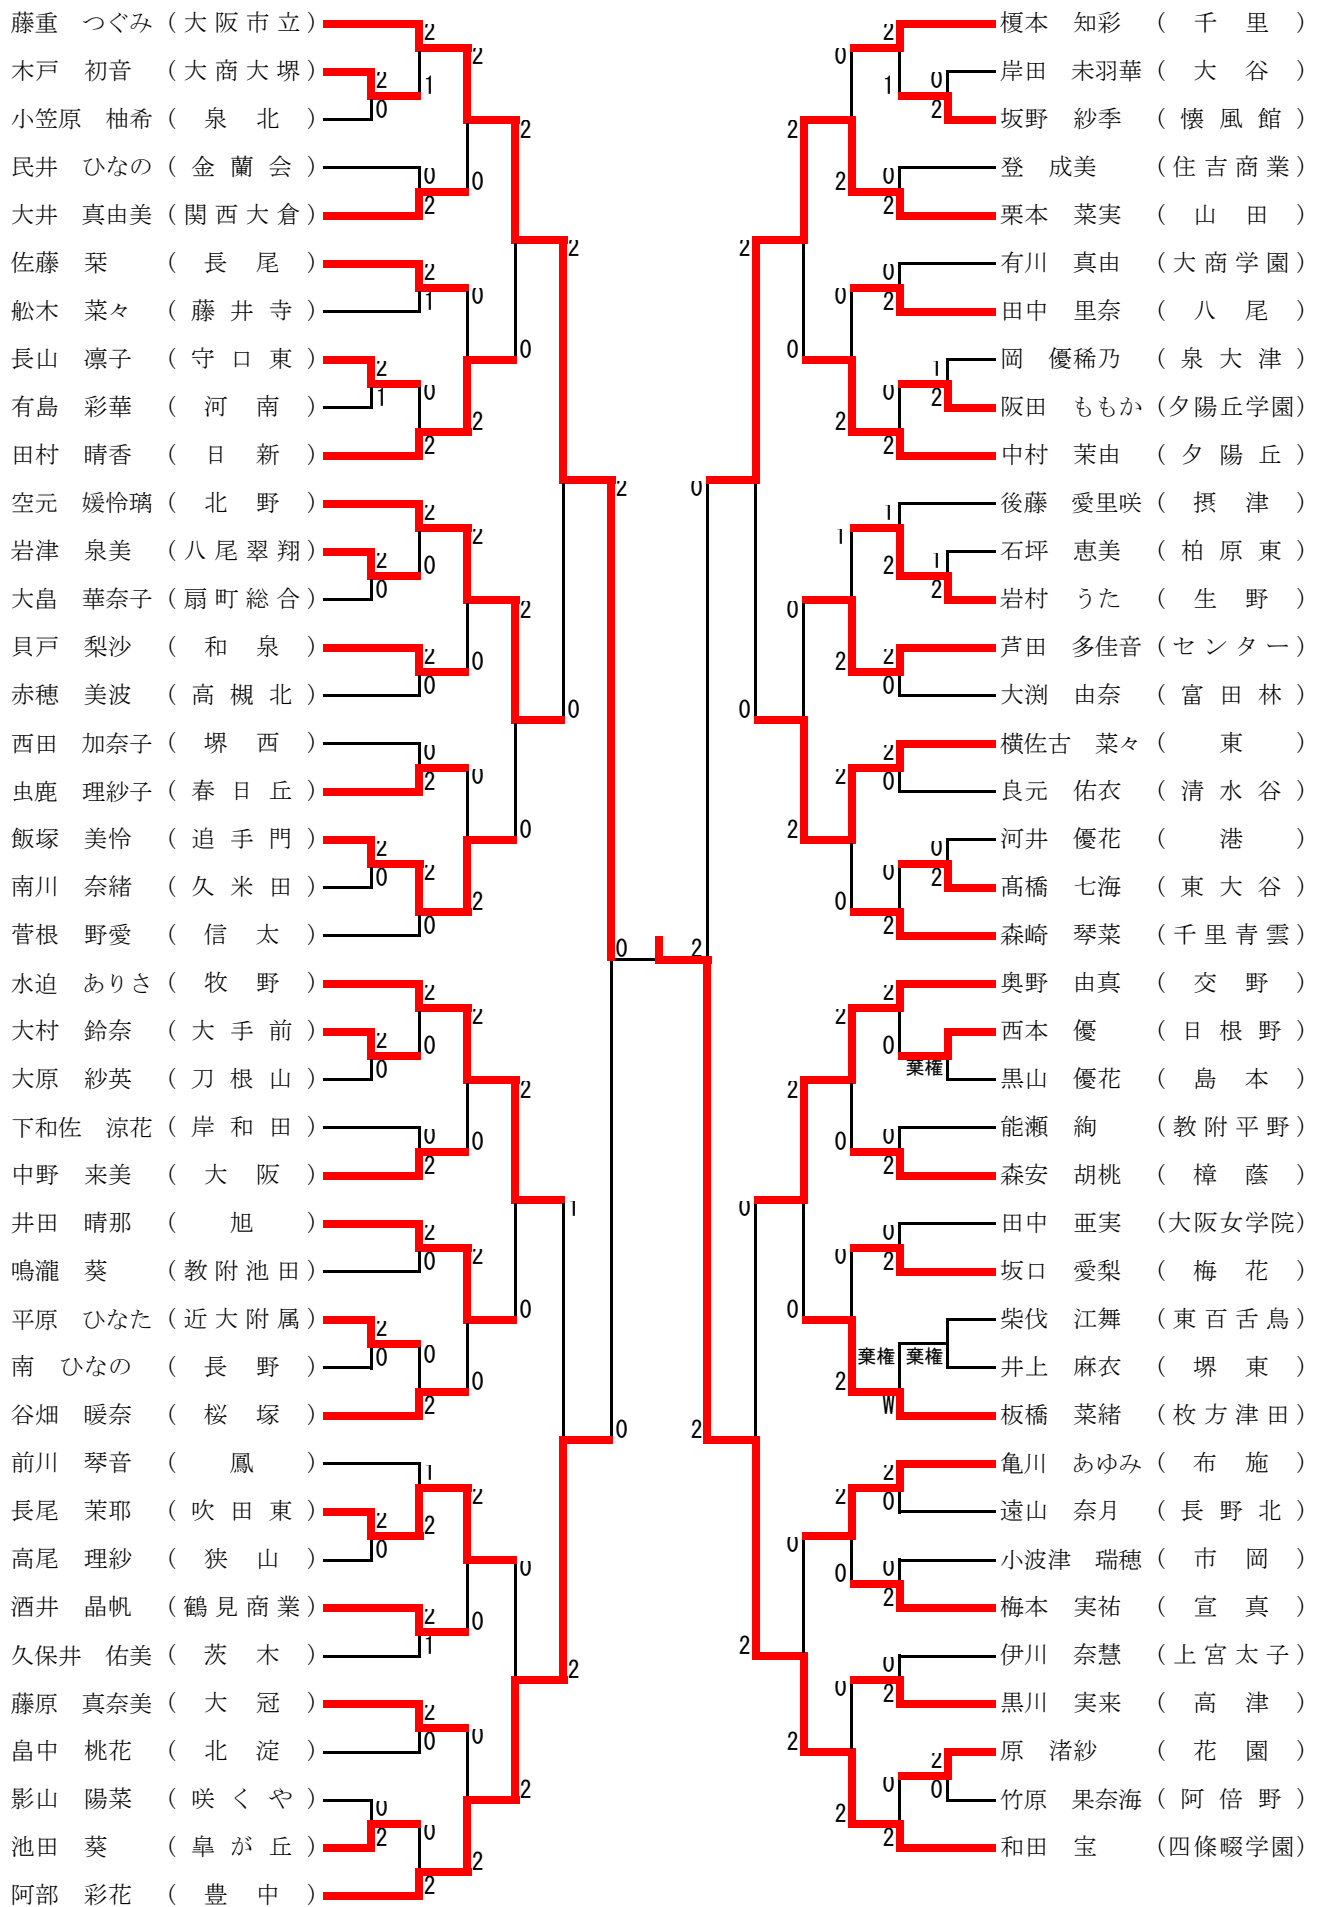 藤重 つぐみ (大阪市立)
木戸 初音 (大商大堺)
小笠原 柚希 (泉北)
民井 ひなの (金蘭会)
大井 真由美 (関西大倉)
佐藤 栞 (長尾)
舩木 菜々 (藤井寺)
長山 凛子 (守口東)
有島 彩華 (河南)
田村 晴香 (日新)
空元 媛怜璃 (北野)
岩津 泉美 (八尾翠翔)
大畠 華奈子 (扇町総合)
貝戸 梨沙 (和泉)
赤穂 美波 (高槻北)
西田 加奈子 (堺西)
虫鹿 理紗子 (春日丘)
飯塚 美怜 (追手門)
南川 奈緒 (久米田)
菅根 野愛 (信太)
水迫 ありさ (牧野)
大村 鈴奈 (大手前)
大原 紗英 (刀根山)
下和佐 涼花 (岸和田)
中野 来美 (大阪)
井田 晴那 (旭)
鳴瀧 葵 (教附池田)
平原 ひなた (近大附属)
南 ひなの (長野)
谷畑 暖奈 (桜塚)
前川 琴音 (鳳)
長尾 茉耶 (吹田東)
高尾 理紗 (狭山)
酒井 晶帆 (鶴見商業)
久保井 佑美 (茨木)
藤原 真奈美 (大冠)
畠中 桃花 (北淀)
影山 陽菜 (咲くや)
池田 葵 (皐が丘)
阿部 彩花 (豊中)
榎本 知彩 (千里)
岸田 未羽華 (大谷)
坂野 紗季 (懐風館)
登 成美 (住吉商業)
栗本 菜実 (山田)
有川 真由 (大商学園)
田中 里奈 (八尾)
岡 優稀乃 (泉大津)
阪田 ももか (夕陽丘学園)
中村 茉由 (夕陽丘)
後藤 愛里咲 (摂津)
石坪 恵美 (柏原東)
岩村 うた (生野)
芦田 多佳音 (センター)
大渕 由奈 (富田林)
横佐古 菜々 (東)
良元 佑衣 (清水谷)
河井 優花 (港)
髙橋 七海 (東大谷)
森崎 琴菜 (千里青雲)
奥野 由真 (交野)
西本 優 (日根野)
棄権
黒山 優花 (島本)
能瀬 絢 (教附平野)
森安 胡桃 (樟蔭)
田中 亜実 (大阪女学院)
坂口 愛梨 (梅花)
柴伐 江舞 (東百舌鳥)
棄権 棄権
井上 麻衣 (堺東)
W
板橋 菜緒 (枚方津田)
亀川 あゆみ (布施)
遠山 奈月 (長野北)
小波津 瑞穂 (市岡)
梅本 実祐 (宣真)
伊川 奈慧 (上宮太子)
黒川 実来 (高津)
原 渚紗 (花園)
竹原 果奈海 (阿倍野)
和田 宝 (四條畷学園)